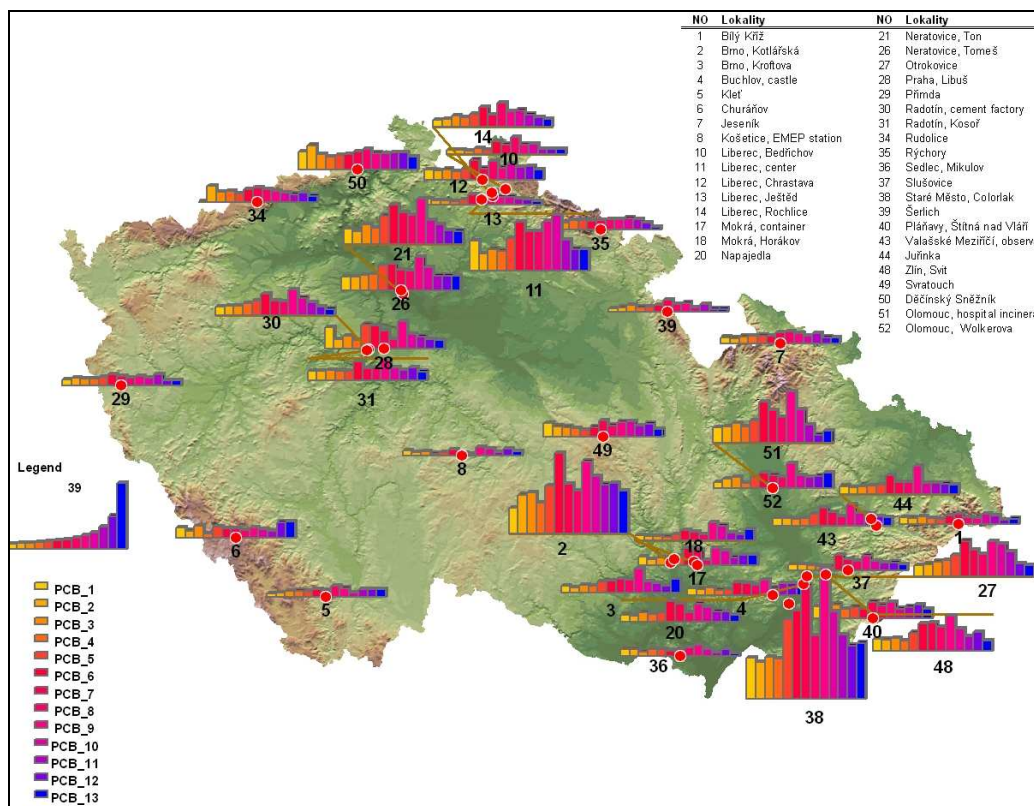 NO Lokality NO Lokality
1 Bílý Kříž 21 Neratovice, Ton
2 Brno, Kotlářská 26 Neratovice, Tomeš
3 Brno, Kroftova 27 Otrokovice
4 Buchlov, castle 28 Praha, Libuš
5 Kleť 29 Přimda
6 Churáňov 30 Radotín, cement factory
7 Jeseník 31 Radotín, Kosoř
8 Košetice, EMEP station 34 Rudolice
10 Liberec, Bedřichov 35 Rýchory
11 Liberec, center 36 Sedlec, Mikulov
12 Liberec, Chrastava 37 Slušovice
13 Liberec, Ještěd 38 Staré Město, Colorlak
14 Liberec, Rochlice 39 Šerlich
17 Mokrá, container 40 Pláňavy, Štítná nad Vláří
18 Mokrá, Horákov 43 Valašské Meziříčí, observ
20 Napajedla 44 Juřinka
48 Zlín, Svit
49 Svratouch
50 Děčínský Sněžník
51 Olomouc, hospital incinera
52 Olomouc, Wolkerova
14
10
50
12
34
13
35
21
11
26
30
39
28
7
31
29
49
51
8
52
44
2
43
1
6
18
17
37
27
5
3
4
20
40
48
36
38
Legend
39
PCB_1
PCB_2
PCB_3
PCB_4
PCB_5
PCB_6
PCB_7
PCB_8
PCB_9
PCB_10
PCB_11
PCB_12
PCB_13